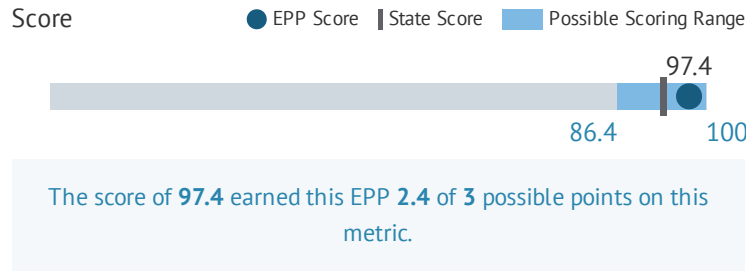 Score EPP Score State Score Possible Scoring Range
97.4
86.4 100
The score of 97.4 earned this EPP 2.4 of 3 possible points on this
metric.